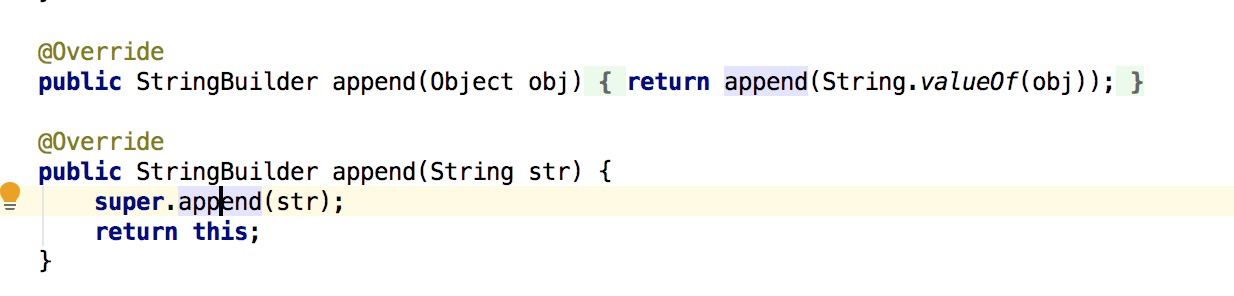 @Override
public StringBuilder append(Object obj) { return append(String.valueOf(obj)); }
@Override
public StringBuilder append(String str) {
super.append(str);
return this;
}